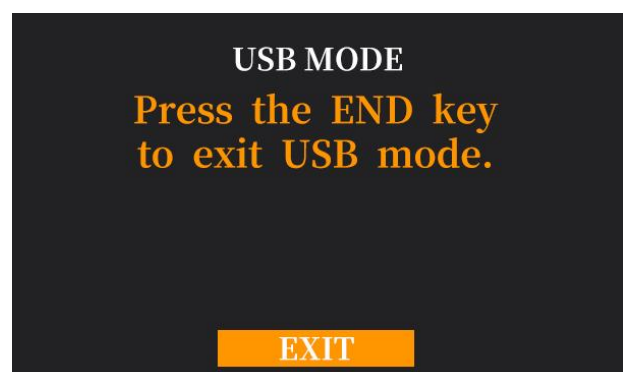 USB MODE
Press the END key
to exit USB mode.
EXIT